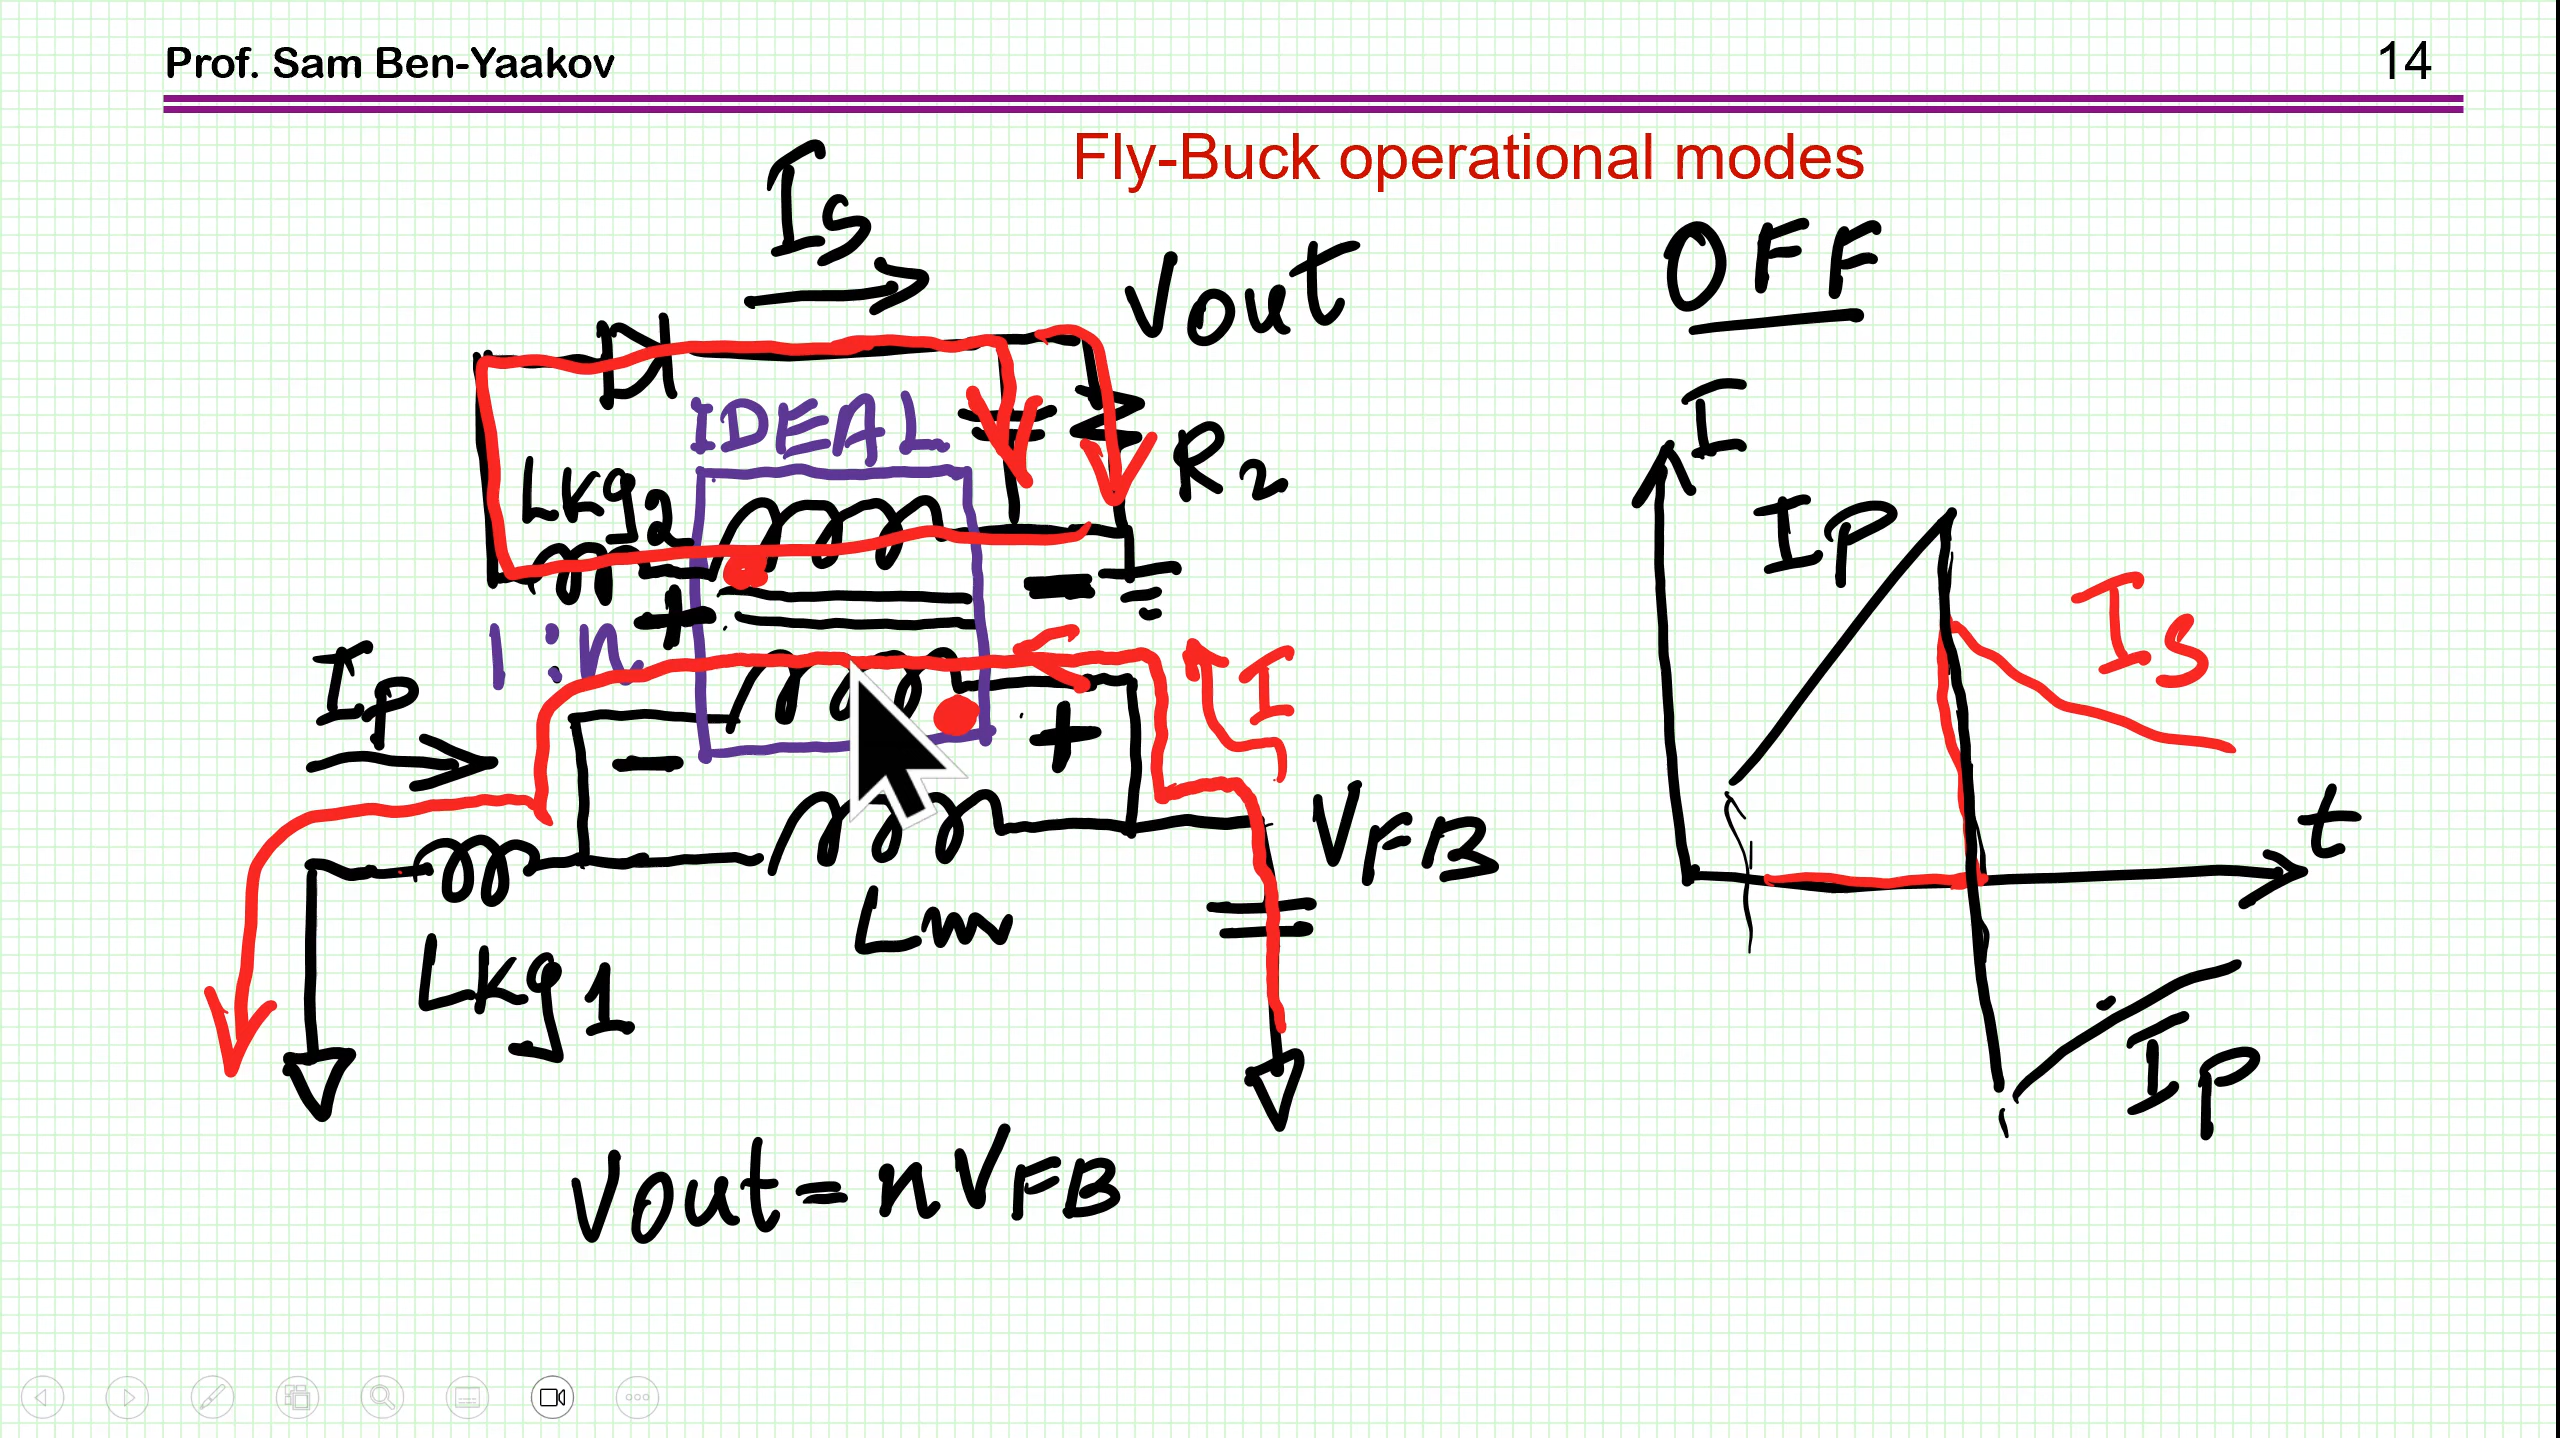 Prof. Sam Ben-Yaakov
14
Fly-Buck operational modes
Is
Vout
OFF
I
IDEAL
Lkg2
R2
Ip
Is
+
1:n
Ip
I
+
VFB
t
Lm
Lkg1
Ip
Vout = nVFB